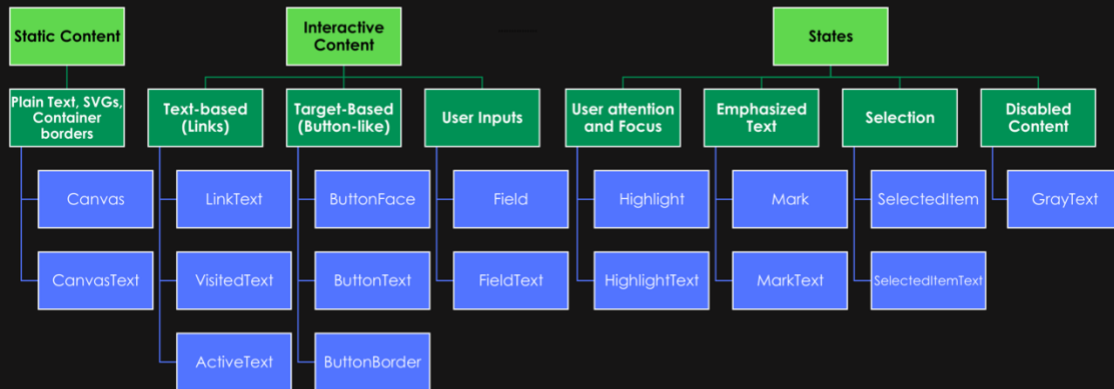 Static Content
Interactive
Content
States
Plain Text, SVGs,
Container
borders
Text-based
(Links)
Target-Based
(Button-like)
User Inputs
User attention
and Focus
Emphasized
Text
Selection
Disabled
Content
Canvas
LinkText
ButtonFace
Field
Highlight
Mark
SelectedItem
GrayText
CanvasText
VisitedText
ButtonText
FieldText
HighlightText
MarkText
SelectedItemText
ActiveText
ButtonBorder